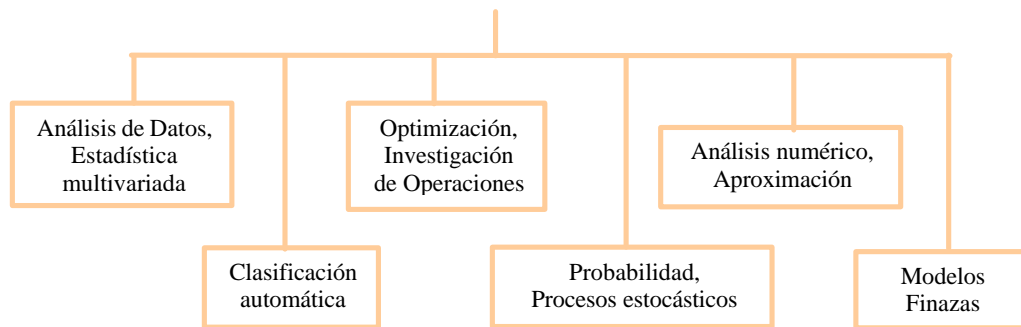 Análisis de Datos,
Estadística
multivariada
Optimización,
Investigación
de Operaciones
Análisis numérico,
Aproximación
Clasificación
automática
Probabilidad,
Procesos estocásticos
Modelos
Finazas